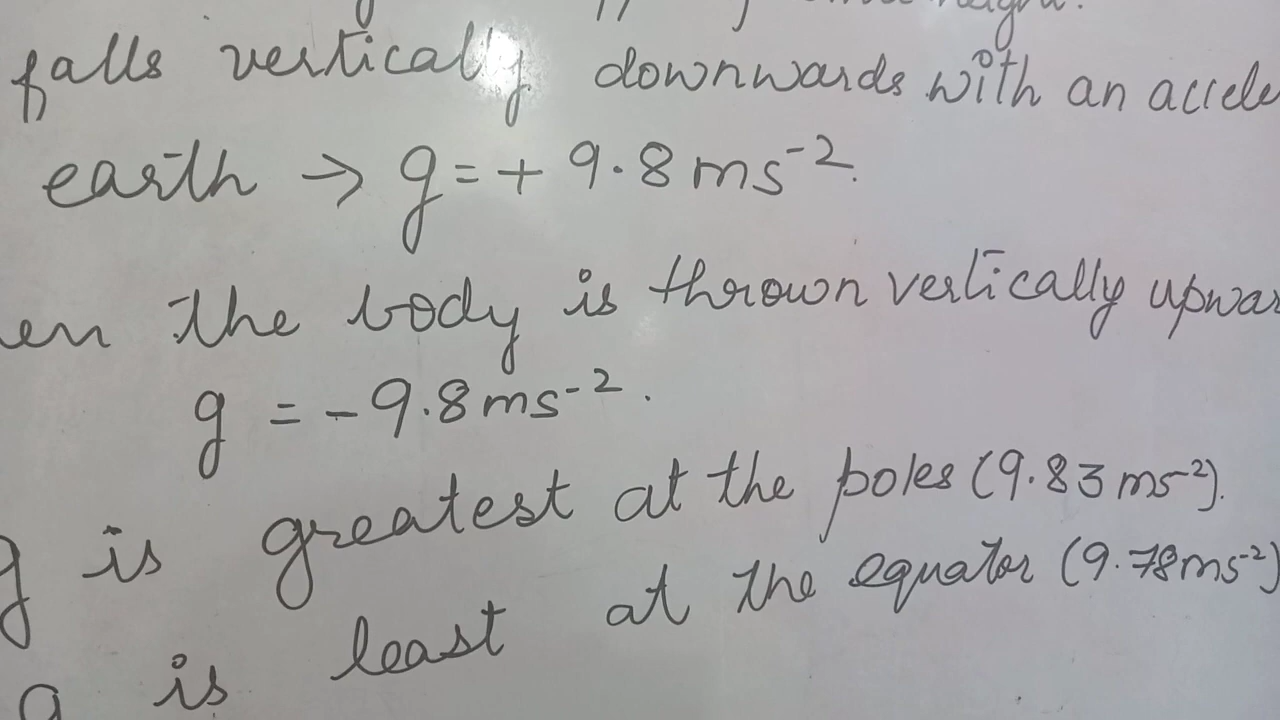 falls vertically downwards with an accele
earth → g = + 9.8 ms⁻².
en the body is thrown vertically upwar
g = - 9.8 ms⁻².
g is greatest at the poles (9.83 ms⁻²).
g is least at the equator (9.78 ms⁻²)